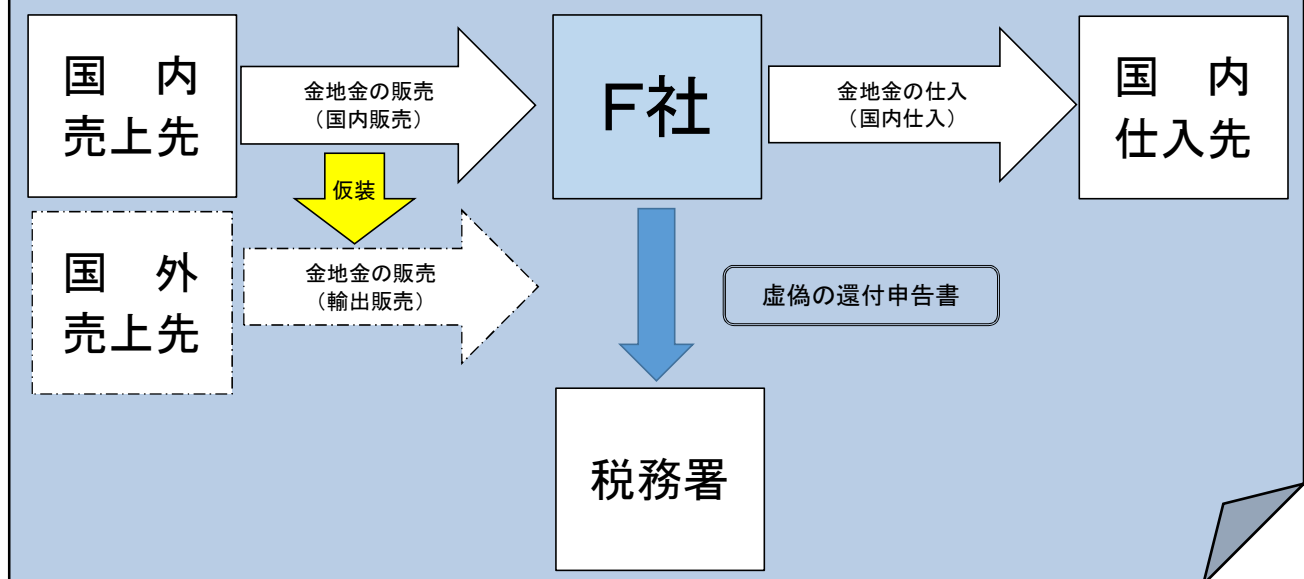 国　内
売上先
金地金の販売
（国内販売）
F社
金地金の仕入
（国内仕入）
国　内
仕入先
仮装
国　外
売上先
金地金の販売
（輸出販売）
虚偽の還付申告書
税務署